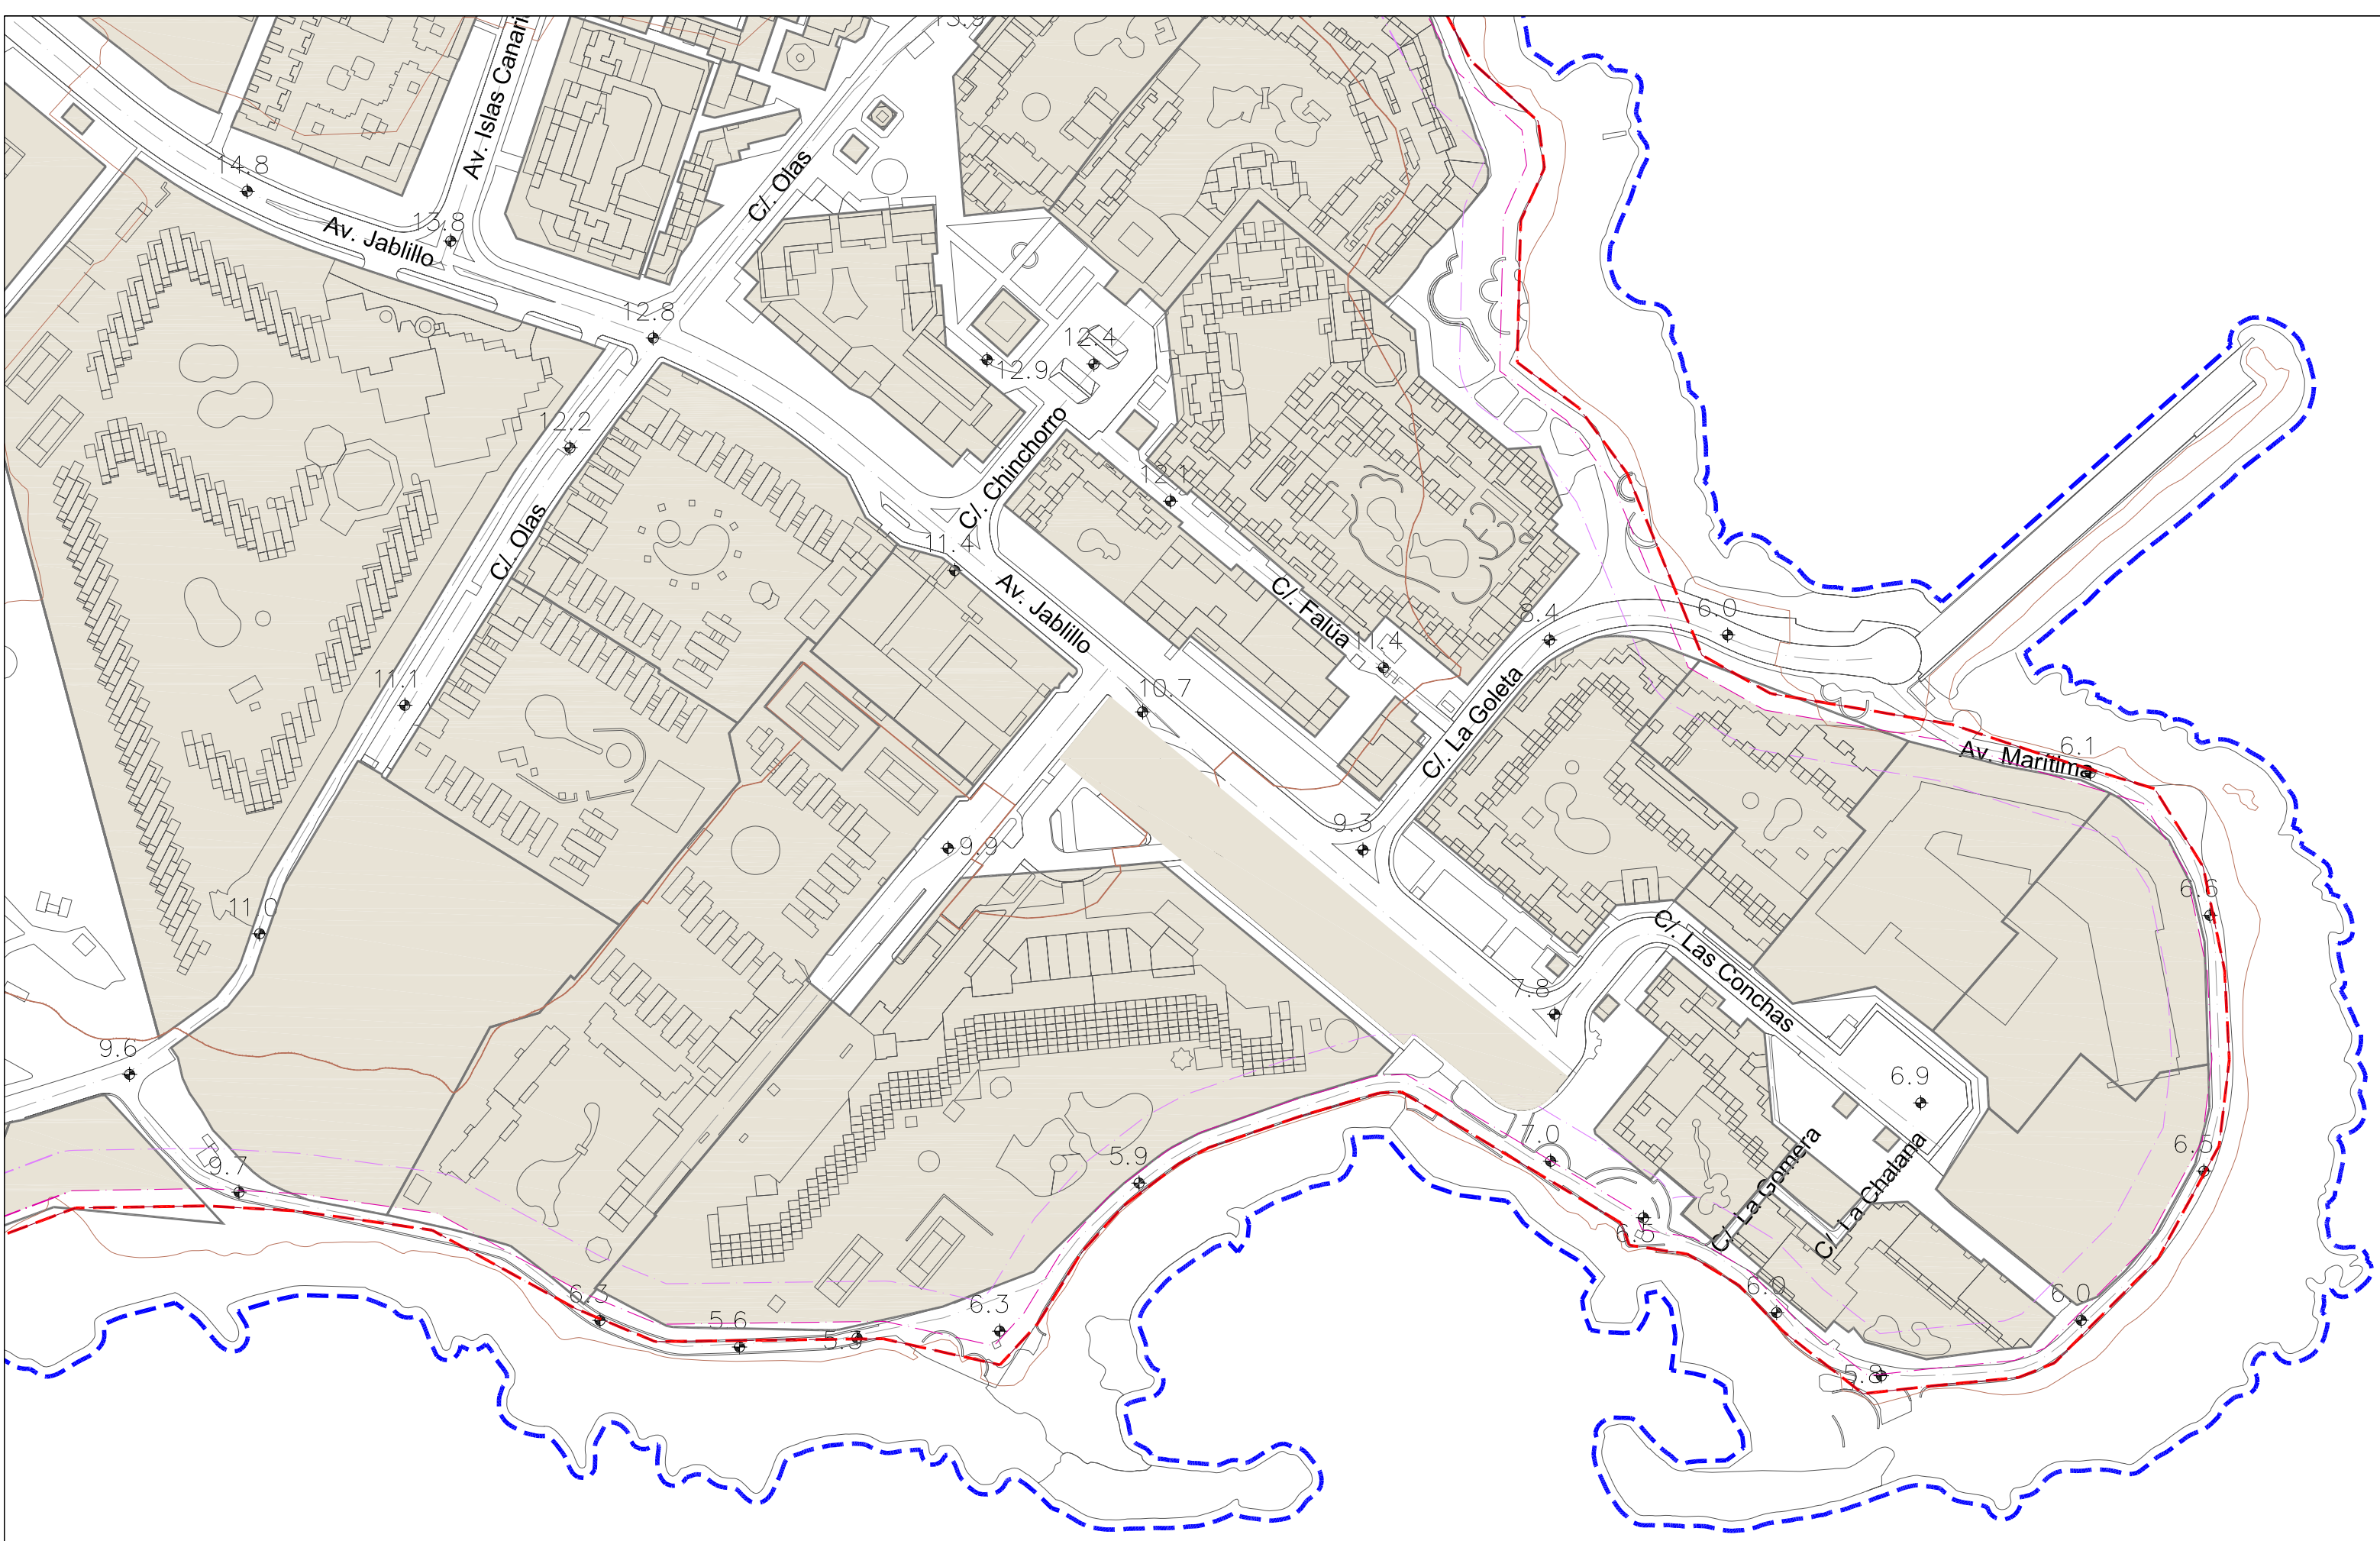 Av. Islas Canari
14.8
13.8
Av. Jablillo
C/. Olas
12.8
12.4
12.9
12.2
C/. Chinchorro
12.1
C/. Olas
11.4
Av. Jablillo
C/. Falúa
11.4
8.4
6.0
11.1
10.7
C/. La Goleta
6.1
Av. Marítima
9.3
9.9
6.6
11.0
C/. Las Conchas
7.8
9.6
6.9
7.0
6.5
5.9
9.7
C/. La Gomera
C/. La Chalana
6.5
6.3
5.6
6.3
6.0
6.0